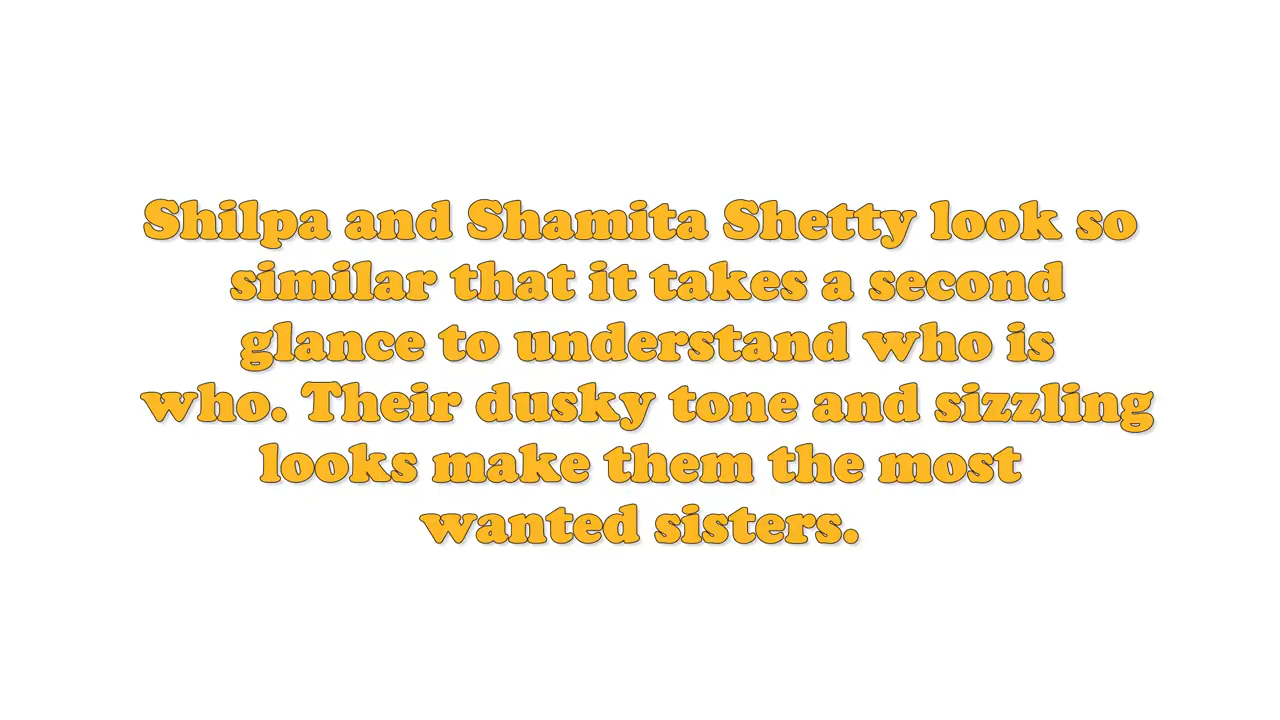 Shilpa and Shamita Shetty look so
similar that it takes a second
glance to understand who is
who. Their dusky tone and sizzling
looks make them the most
wanted sisters.